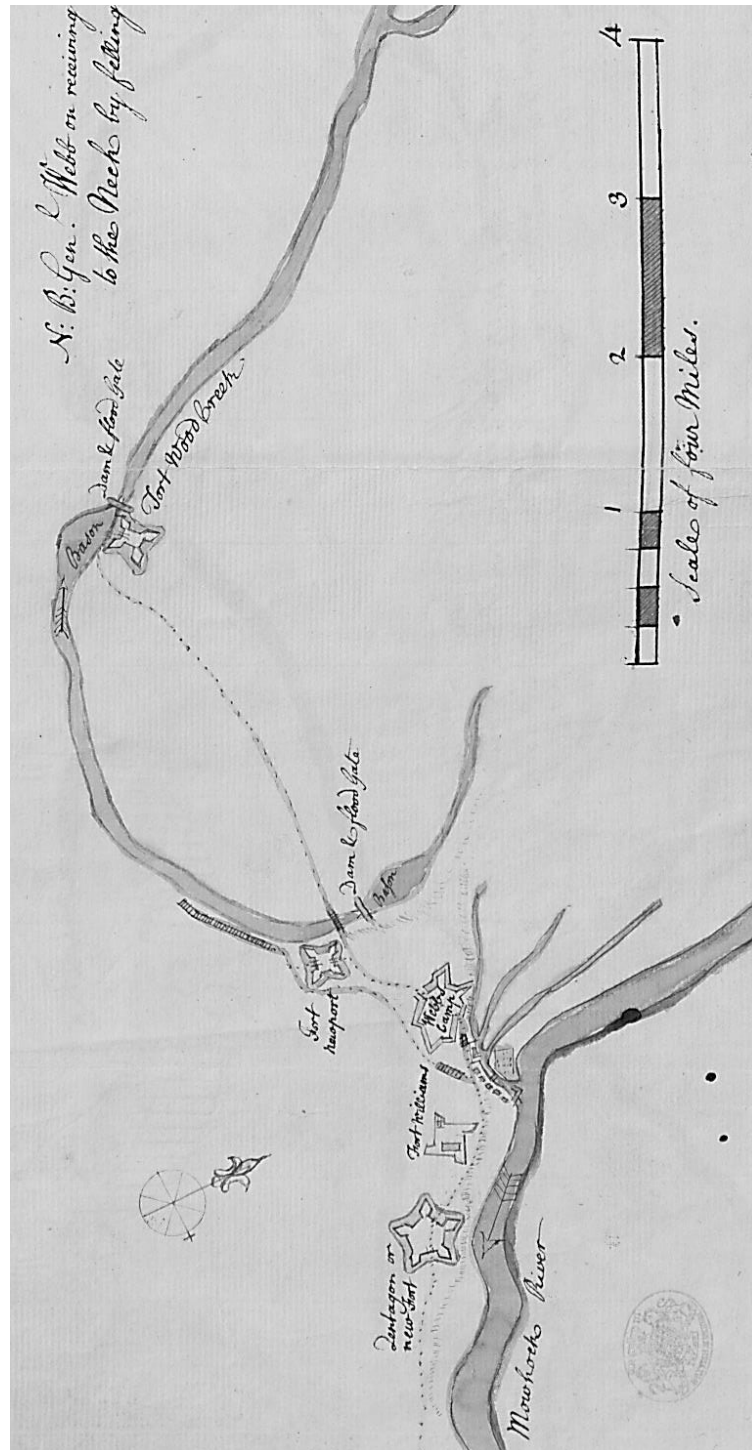 N: B: Gen.l Webb on receiving
to the Neck by felling
Dam & flood Gate
Bason
Fort Wood Creek
Dam & flood Gate
Bason
Fort
newport
Webbs
Camp
Fort Williams
Pentagon or
new Fort
Mowhock River
4
3
2
1
Scale of four Miles.